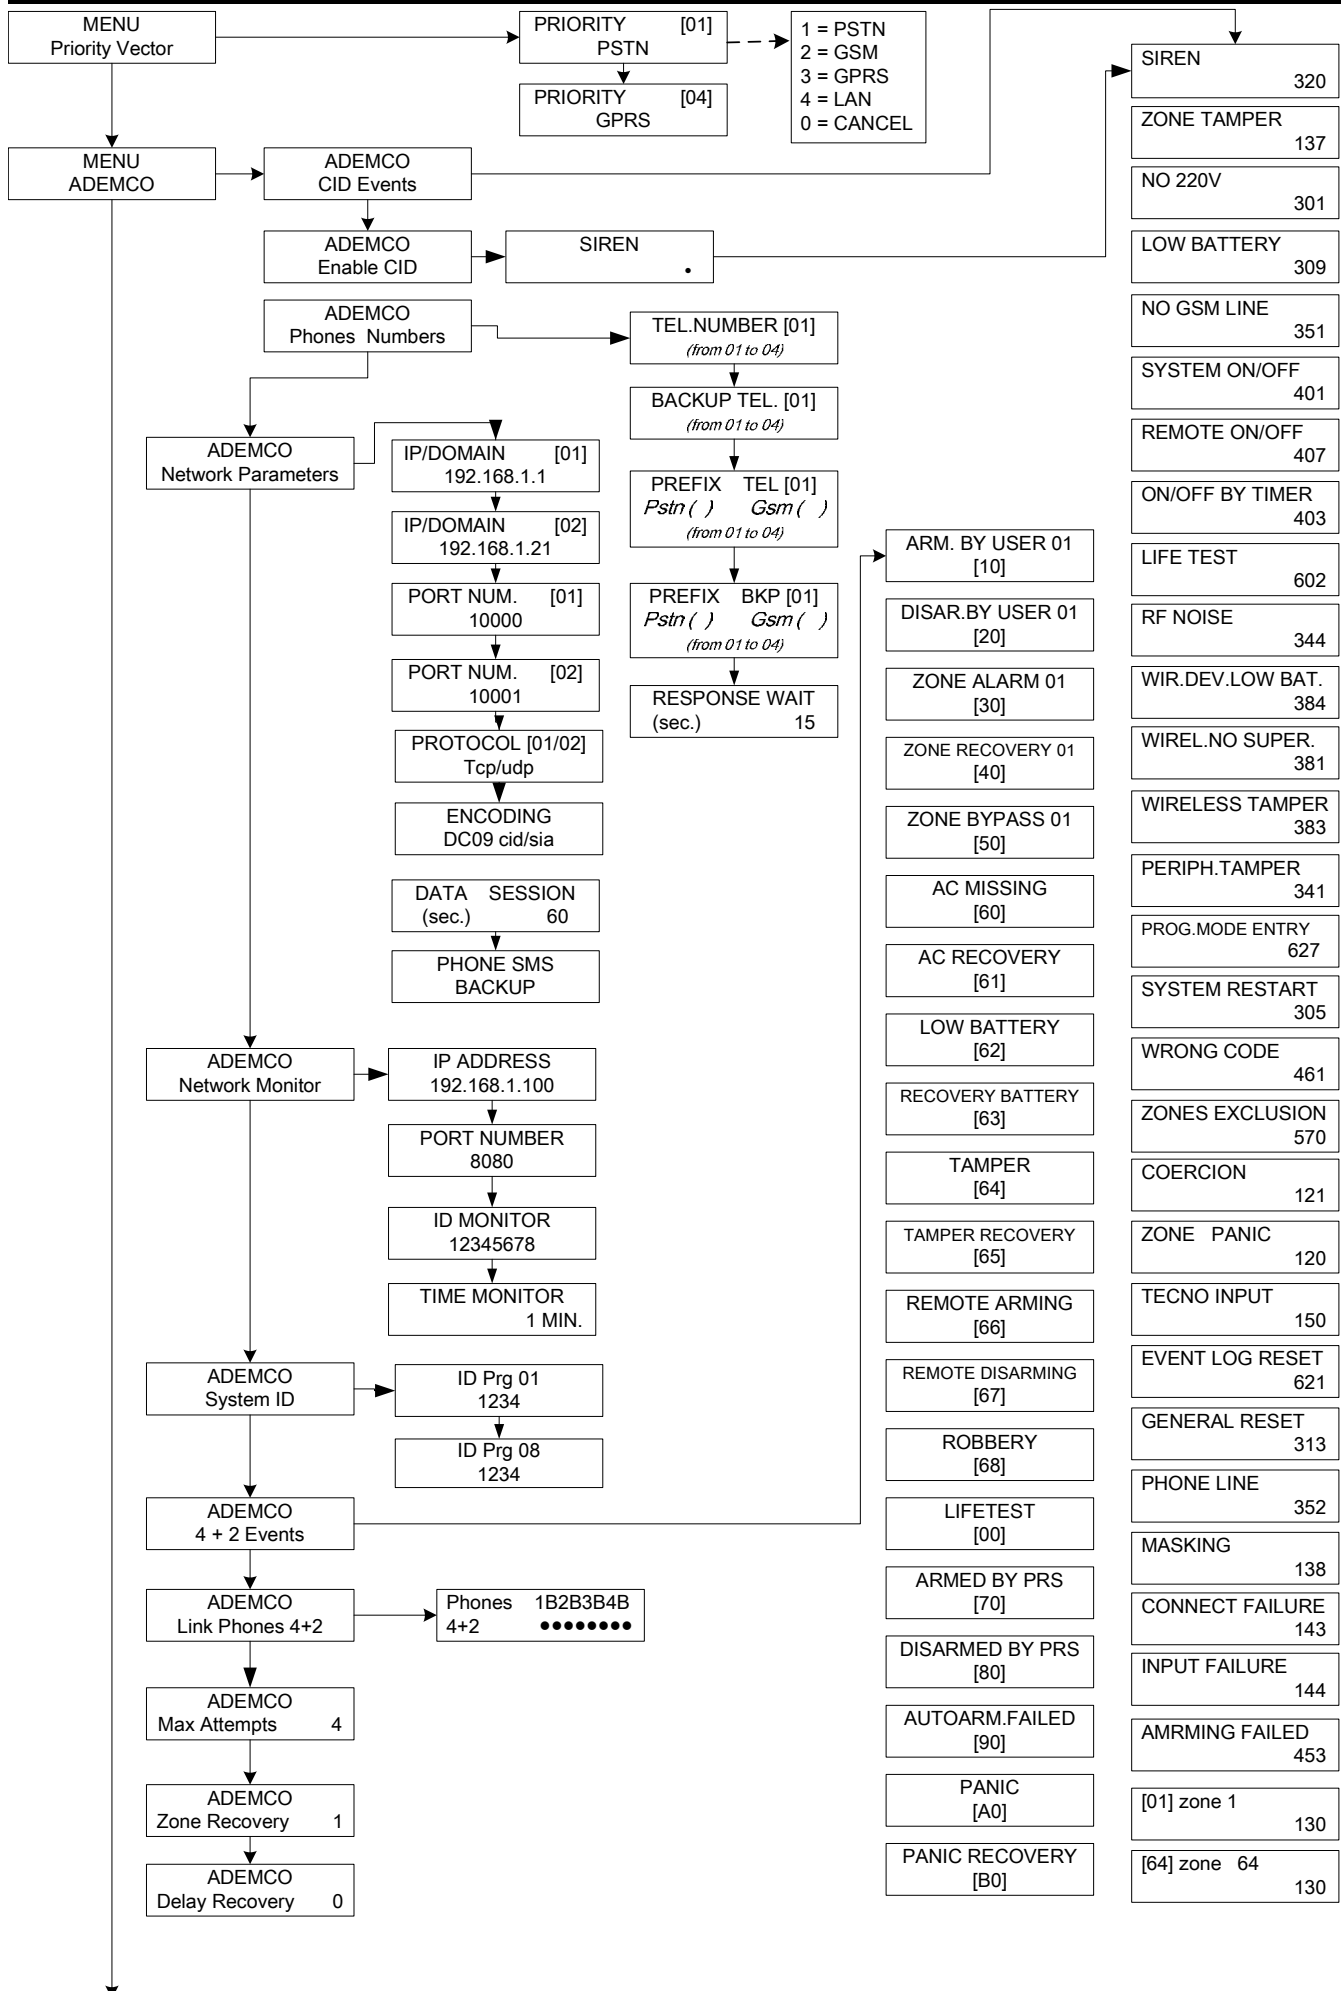 MENU
Priority Vector
PRIORITY [01]
PSTN
PRIORITY [04]
GPRS
1 = PSTN
2 = GSM
3 = GPRS
4 = LAN
0 = CANCEL
MENU
ADEMCO
ADEMCO
CID Events
ADEMCO
Enable CID
SIREN
•
ADEMCO
Phones Numbers
TEL.NUMBER [01]
(from 01 to 04)
BACKUP TEL. [01]
(from 01 to 04)
PREFIX TEL [01]
Pstn ( ) Gsm ( )
(from 01 to 04)
PREFIX BKP [01]
Pstn ( ) Gsm ( )
(from 01 to 04)
RESPONSE WAIT
(sec.) 15
ADEMCO
Network Parameters
IP/DOMAIN [01]
192.168.1.1
IP/DOMAIN [02]
192.168.1.21
PORT NUM. [01]
10000
PORT NUM. [02]
10001
PROTOCOL [01/02]
Tcp/udp
ENCODING
DC09 cid/sia
DATA SESSION
(sec.) 60
PHONE SMS
BACKUP
ADEMCO
Network Monitor
IP ADDRESS
192.168.1.100
PORT NUMBER
8080
ID MONITOR
12345678
TIME MONITOR
1 MIN.
ADEMCO
System ID
ID Prg 01
1234
ID Prg 08
1234
ADEMCO
4 + 2 Events
ADEMCO
Link Phones 4+2
Phones 1B2B3B4B
4+2 ●●●●●●●●
ADEMCO
Max Attempts 4
ADEMCO
Zone Recovery 1
ADEMCO
Delay Recovery 0
ARM. BY USER 01
[10]
DISAR.BY USER 01
[20]
ZONE ALARM 01
[30]
ZONE RECOVERY 01
[40]
ZONE BYPASS 01
[50]
AC MISSING
[60]
AC RECOVERY
[61]
LOW BATTERY
[62]
RECOVERY BATTERY
[63]
TAMPER
[64]
TAMPER RECOVERY
[65]
REMOTE ARMING
[66]
REMOTE DISARMING
[67]
ROBBERY
[68]
LIFETEST
[00]
ARMED BY PRS
[70]
DISARMED BY PRS
[80]
AUTOARM.FAILED
[90]
PANIC
[A0]
PANIC RECOVERY
[B0]
SIREN
320
ZONE TAMPER
137
NO 220V
301
LOW BATTERY
309
NO GSM LINE
351
SYSTEM ON/OFF
401
REMOTE ON/OFF
407
ON/OFF BY TIMER
403
LIFE TEST
602
RF NOISE
344
WIR.DEV.LOW BAT.
384
WIREL.NO SUPER.
381
WIRELESS TAMPER
383
PERIPH.TAMPER
341
PROG.MODE ENTRY
627
SYSTEM RESTART
305
WRONG CODE
461
ZONES EXCLUSION
570
COERCION
121
ZONE PANIC
120
TECNO INPUT
150
EVENT LOG RESET
621
GENERAL RESET
313
PHONE LINE
352
MASKING
138
CONNECT FAILURE
143
INPUT FAILURE
144
AMRMING FAILED
453
[01] zone 1
130
[64] zone 64
130